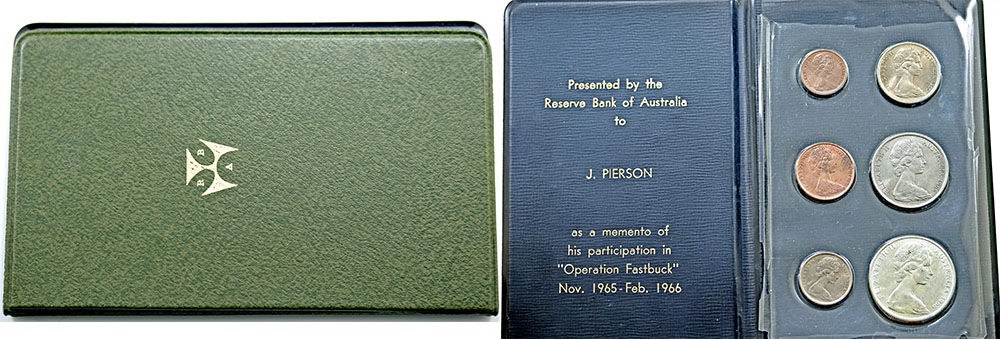 R B A
Presented by the
Reserve Bank of Australia
to
J. PIERSON
as a memento of
his participation in
"Operation Fastbuck"
Nov. 1965-Feb. 1966